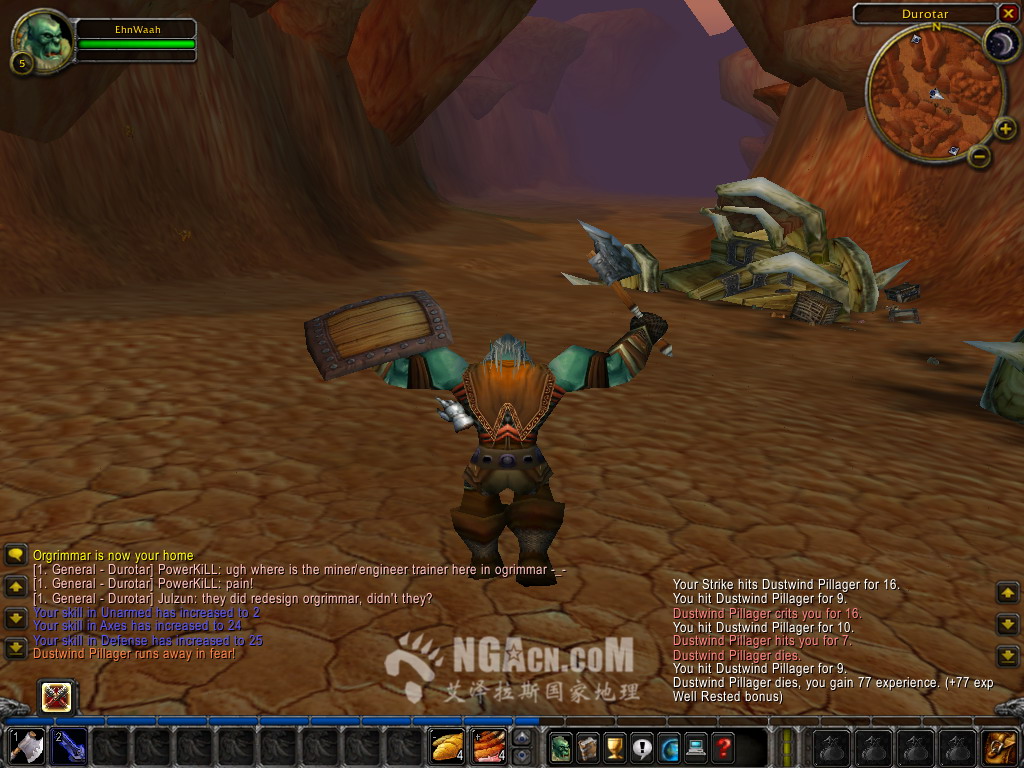 EhnWaah
5
Durotar
N
Orgrimmar is now your home
[1. General - Durotar] PowerKiLL: ugh where is the miner/engineer trainer here in ogrimmar -_-
[1. General - Durotar] PowerKiLL: pain!
[1. General - Durotar] Julzun: they did redesign orgrimmar, didn't they?
Your skill in Unarmed has increased to 2
Your skill in Axes has increased to 24
Your skill in Defense has increased to 25
Dustwind Pillager runs away in fear!
Your Strike hits Dustwind Pillager for 16.
You hit Dustwind Pillager for 9.
Dustwind Pillager crits you for 16.
You hit Dustwind Pillager for 10.
Dustwind Pillager hits you for 7.
Dustwind Pillager dies.
You hit Dustwind Pillager for 9.
Dustwind Pillager dies, you gain 77 experience. (+77 exp
Well Rested bonus)
NGACN.COM
艾泽拉斯国家地理
1
2
4
4